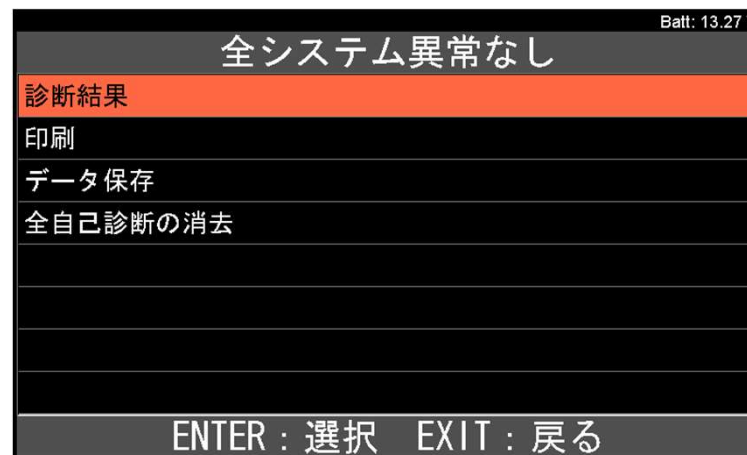 Batt: 13.27
全システム異常なし
診断結果
印刷
データ保存
全自己診断の消去
ENTER：選択　EXIT：戻る